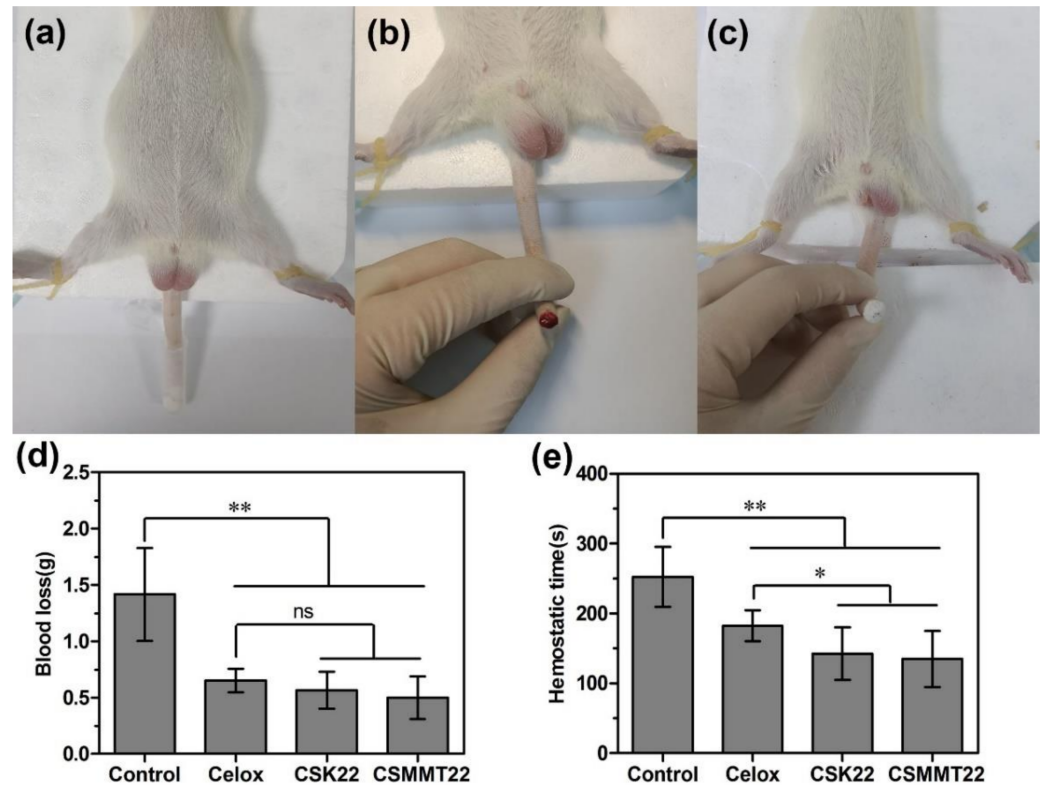 (a)
(b)
(c)
(d)
2.5
2.0
1.5
1.0
0.5
0.0
Blood loss(g)
**
ns
Control Celox CSK22 CSMMT22
(e)
400
300
200
100
0
Hemostatic time(s)
**
*
Control Celox CSK22 CSMMT22